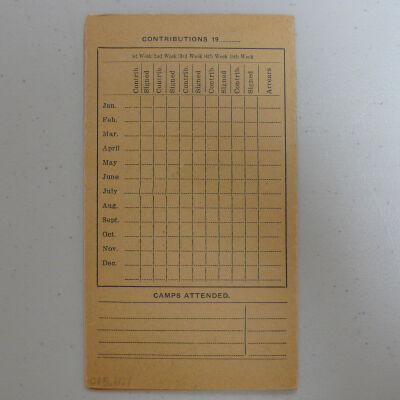 CONTRIBUTIONS 19
1st Week 2nd Week 3rd Week 4th Week 5th Week
Contrib. Signed Contrib. Signed Contrib. Signed Contrib. Signed Contrib. Signed Arrears
Jan.
Feb.
Mar.
April
May
June
July
Aug.
Sept.
Oct.
Nov.
Dec.
CAMPS ATTENDED.